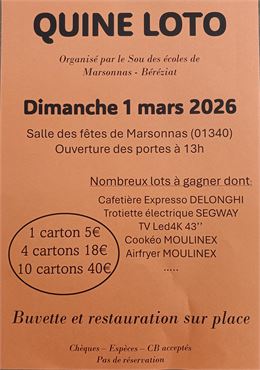 QUINE LOTO
Organisé par le Sou des écoles de
Marsonnas - Béréziat
Dimanche 1 mars 2026
Salle des fêtes de Marsonnas (01340)
Ouverture des portes à 13h
Nombreux lots à gagner dont:
Cafetière Expresso DELONGHI
Trotiette électrique SEGWAY
TV Led4K 43’’
Cookéo MOULINEX
Airfryer MOULINEX
.....
1 carton 5€
4 cartons 18€
10 cartons 40€
Buvette et restauration sur place
Chèques – Espèces – CB acceptés
Pas de réservation